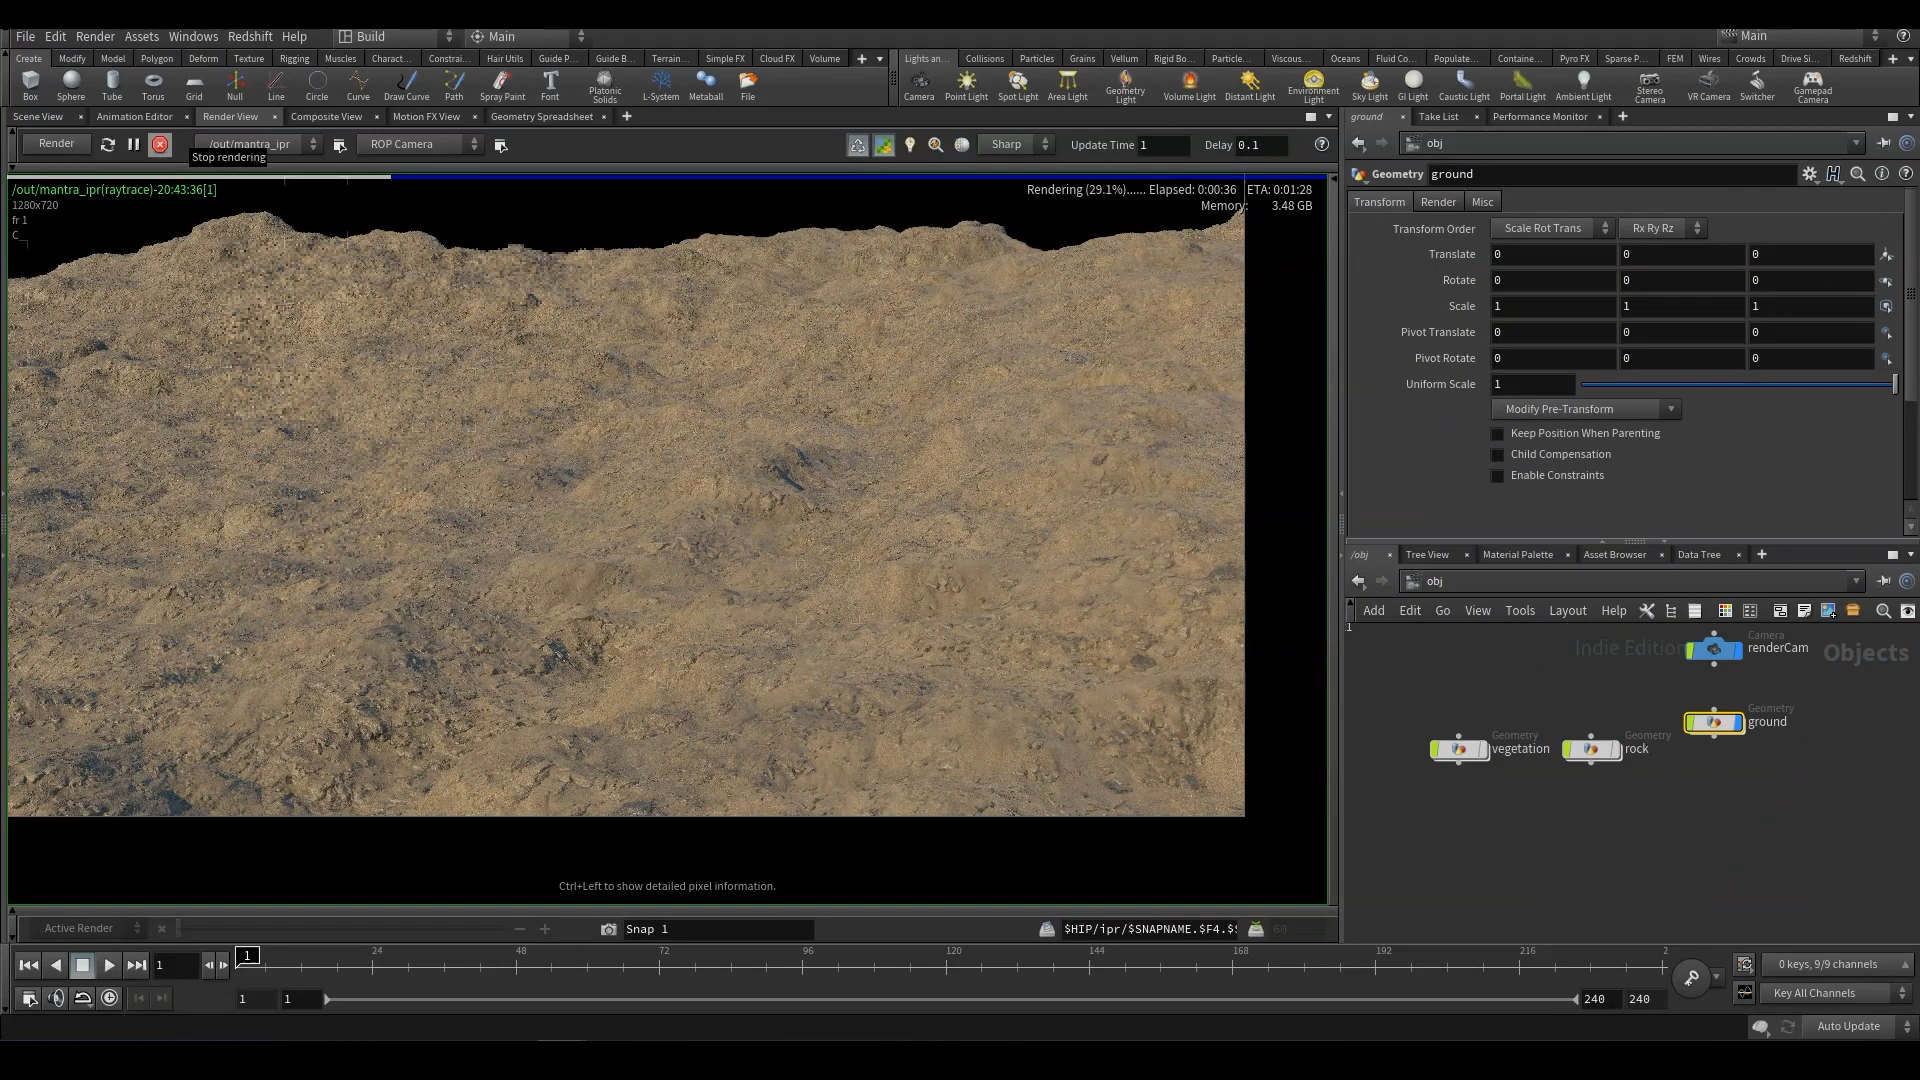 File Edit Render Assets Windows Redshift Help Build Main Main
Create Modify Model Polygon Deform Texture Rigging Muscles Charact... Constrai... Hair Utils Guide P... Guide B... Terrain... Simple FX Cloud FX Volume
Lights an... Collisions Particles Grains Vellum Rigid Bo... Particle... Viscous... Oceans Fluid Co... Populate... Containe... Pyro FX Sparse P... FEM Wires Crowds Drive Si... Redshift
Box Sphere Tube Torus Grid Null Line Circle Curve Draw Curve Path Spray Paint Font Platonic Solids L-System Metaball File
Camera Point Light Spot Light Area Light Geometry Light Volume Light Distant Light Environment Light Sky Light GI Light Caustic Light Portal Light Ambient Light Stereo Camera VR Camera Switcher Gamepad Camera
Scene View Animation Editor Render View Composite View Motion FX View Geometry Spreadsheet
ground Take List Performance Monitor
Render /out/mantra_ipr ROP Camera Sharp Update Time 1 Delay 0.1
Stop rendering
obj
/out/mantra_ipr(raytrace)-20:43:36[1]
1280x720
fr 1
C
Rendering (29.1%)...... Elapsed: 0:00:36 ETA: 0:01:28
Memory: 3.48 GB
Geometry ground
Transform Render Misc
Transform Order Scale Rot Trans Rx Ry Rz
Translate 0 0 0
Rotate 0 0 0
Scale 1 1 1
Pivot Translate 0 0 0
Pivot Rotate 0 0 0
Uniform Scale 1
Modify Pre-Transform
Keep Position When Parenting
Child Compensation
Enable Constraints
/obj Tree View Material Palette Asset Browser Data Tree
obj
Add Edit Go View Tools Layout Help
1
Indie Edition
Objects
Camera
renderCam
Geometry
ground
Geometry
vegetation
Geometry
rock
Ctrl+Left to show detailed pixel information.
Active Render Snap 1 $HIP/ipr/$SNAPNAME.$F4.$ 60
1 1 24 48 72 96 120 144 168 192 216 2
0 keys, 9/9 channels
1 1 240 240
Key All Channels
Auto Update